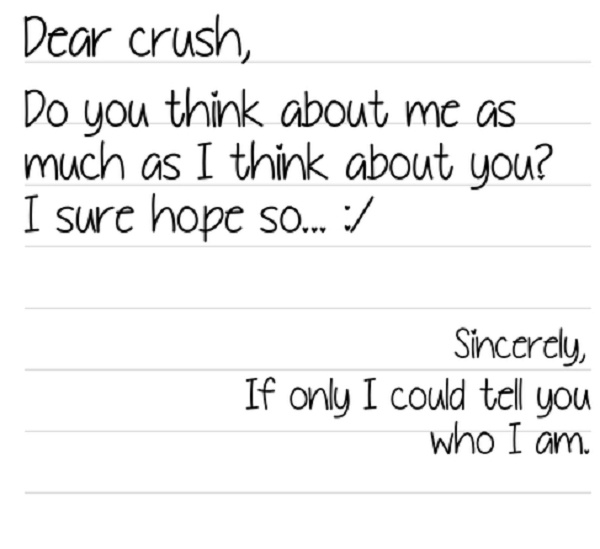 Dear crush,
Do you think about me as
much as I think about you?
I sure hope so... :/
Sincerely,
If only I could tell you
who I am.